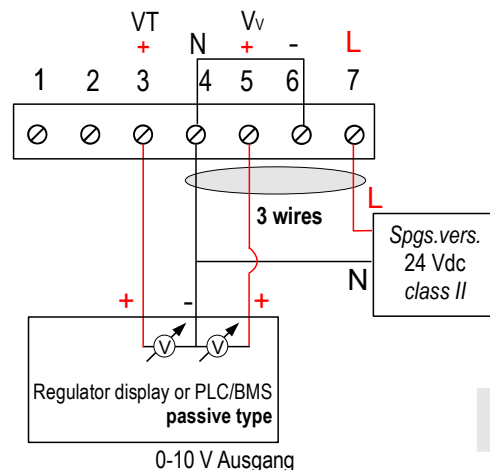 VT N Vv L
+ + -
1 2 3 4 5 6 7
L
3 wires
Spgs.vers.
24 Vdc
class II
N
+ - +
V V
Regulator display or PLC/BMS
passive type
0-10 V Ausgang